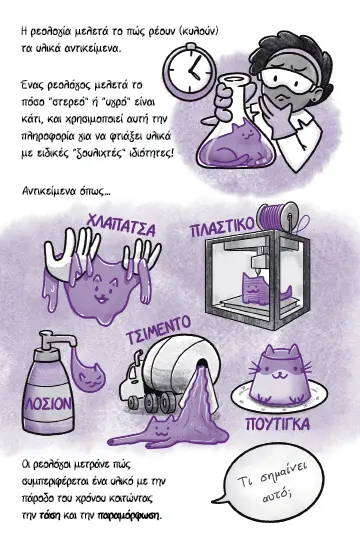 Η ρεολογία μελετά το πώς ρέουν (κυλούν)
τα υλικά αντικείμενα.
Ένας ρεολόγος μελετά το
πόσο "στερεό" ή "υγρό" είναι
κάτι, και χρησιμοποιεί αυτή την
πληροφορία για να φτιάξει υλικά
με ειδικές "ζουλιχτές" ιδιότητες!
Αντικείμενα όπως...
ΧΛΑΠΑΤΣΑ
ΠΛΑΣΤΙΚΟ
ΤΣΙΜΕΝΤΟ
ΛΟΣΙΟΝ
ΠΟΥΤΙΓΚΑ
Οι ρεολόγοι μετράνε πώς
συμπεριφέρεται ένα υλικό με την
πάροδο του χρόνου κοιτώντας
την τάση και την παραμόρφωση.
Τι σημαίνει
αυτό;